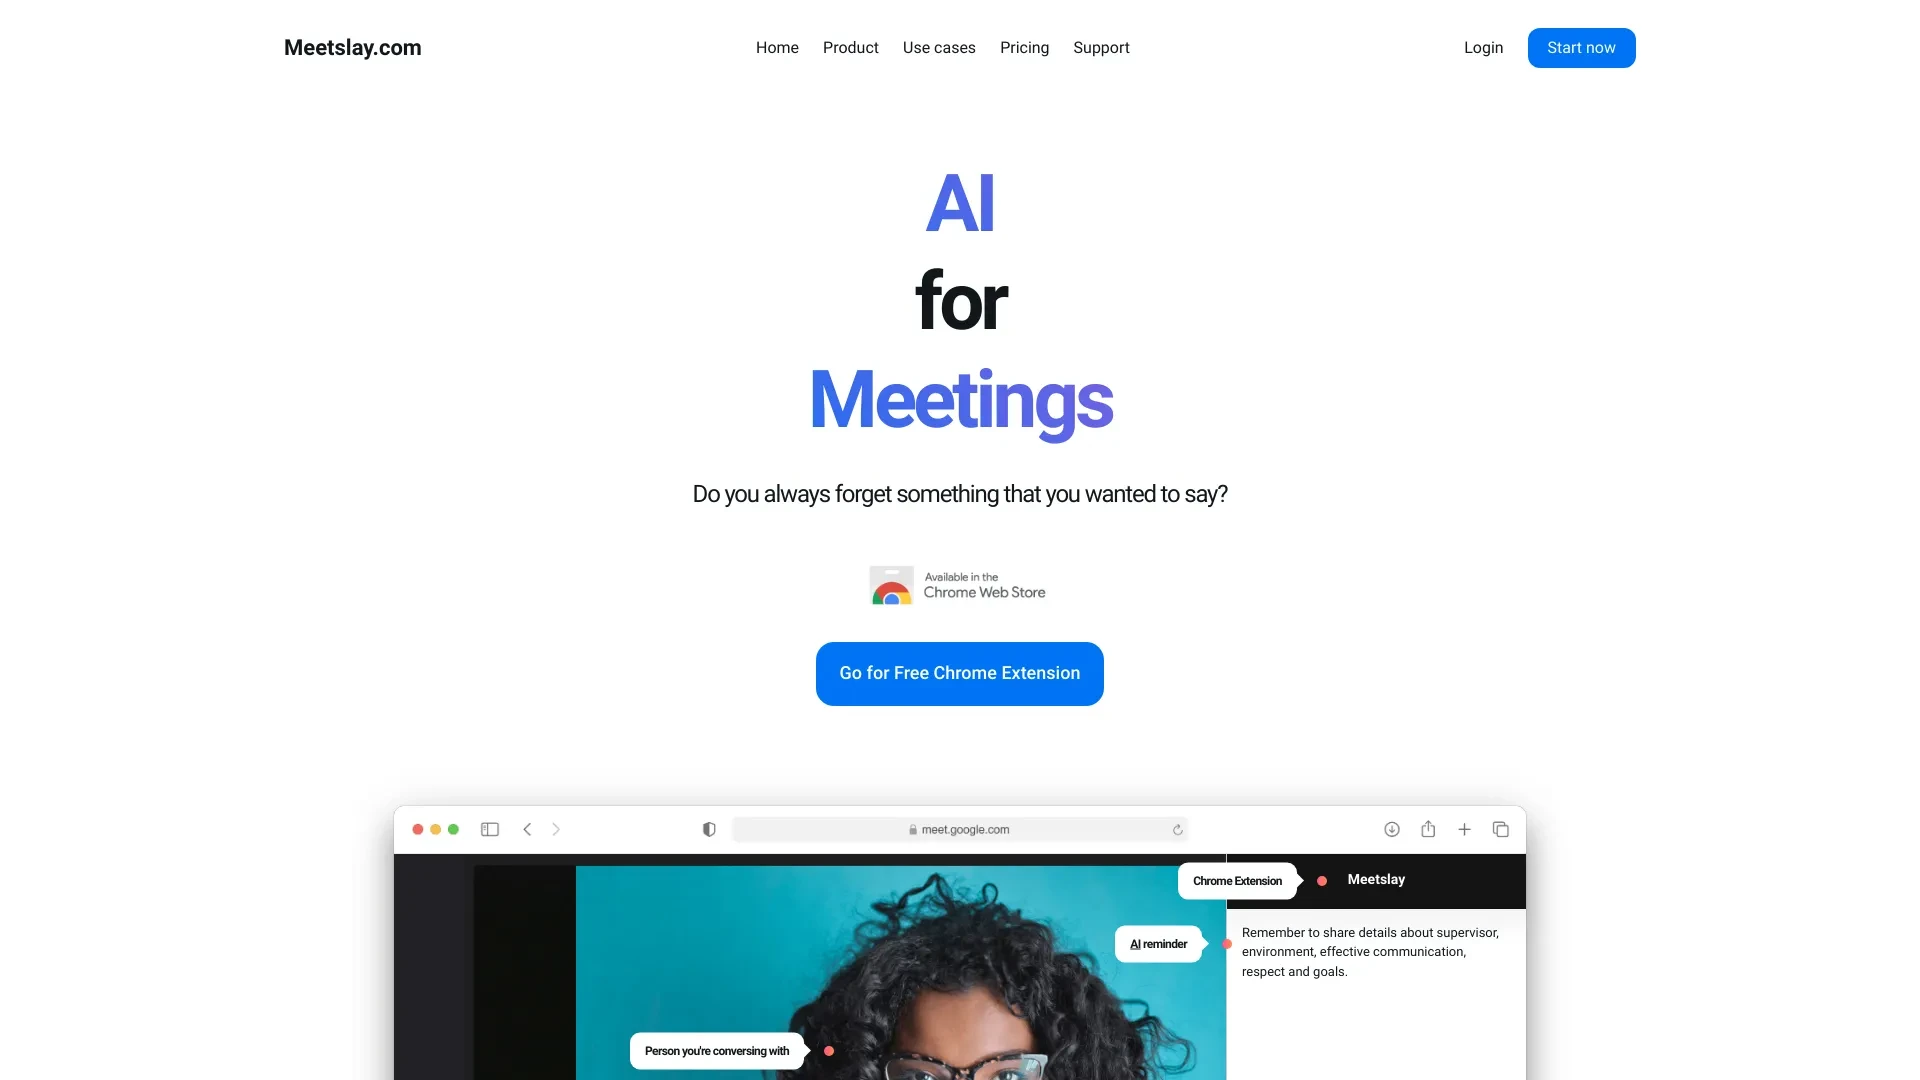 Meetslay.com
Home Product Use cases Pricing Support
Login
Start now
AI
for
Meetings
Do you always forget something that you wanted to say?
Available in the
Chrome Web Store
Go for Free Chrome Extension
meet.google.com
Chrome Extension
Meetslay
AI reminder
Remember to share details about supervisor,
environment, effective communication,
respect and goals.
Person you're conversing with